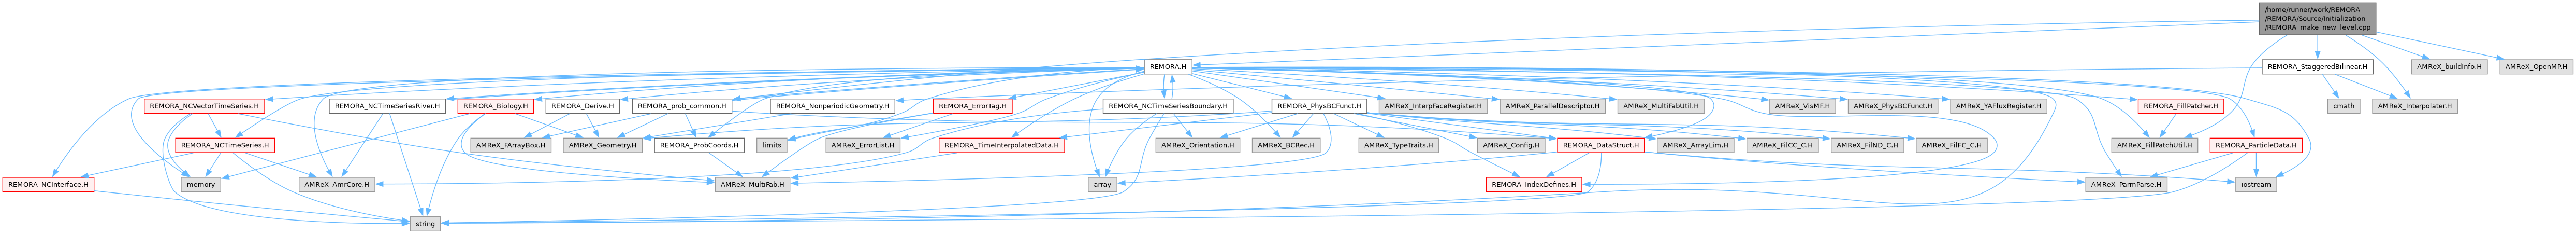 /home/runner/work/REMORA
/REMORA/Source/Initialization
/REMORA_make_new_level.cpp
REMORA.H
REMORA_StaggeredBilinear.H
AMReX_buildInfo.H
AMReX_OpenMP.H
REMORA_NCVectorTimeSeries.H
REMORA_NCTimeSeriesRiver.H
REMORA_Biology.H
REMORA_Derive.H
REMORA_prob_common.H
REMORA_NonperiodicGeometry.H
REMORA_ErrorTag.H
REMORA_NCTimeSeriesBoundary.H
REMORA_PhysBCFunct.H
AMReX_InterpFaceRegister.H
AMReX_ParallelDescriptor.H
AMReX_MultiFabUtil.H
AMReX_VisMF.H
AMReX_PhysBCFunct.H
AMReX_YAFluxRegister.H
REMORA_FillPatcher.H
cmath
AMReX_Interpolater.H
REMORA_NCTimeSeries.H
AMReX_FArrayBox.H
AMReX_Geometry.H
REMORA_ProbCoords.H
limits
AMReX_ErrorList.H
REMORA_TimeInterpolatedData.H
AMReX_Orientation.H
AMReX_BCRec.H
AMReX_TypeTraits.H
AMReX_Config.H
REMORA_DataStruct.H
AMReX_ArrayLim.H
AMReX_FilCC_C.H
AMReX_FilND_C.H
AMReX_FilFC_C.H
AMReX_FillPatchUtil.H
REMORA_ParticleData.H
REMORA_NCInterface.H
memory
AMReX_AmrCore.H
AMReX_MultiFab.H
array
REMORA_IndexDefines.H
AMReX_ParmParse.H
iostream
string